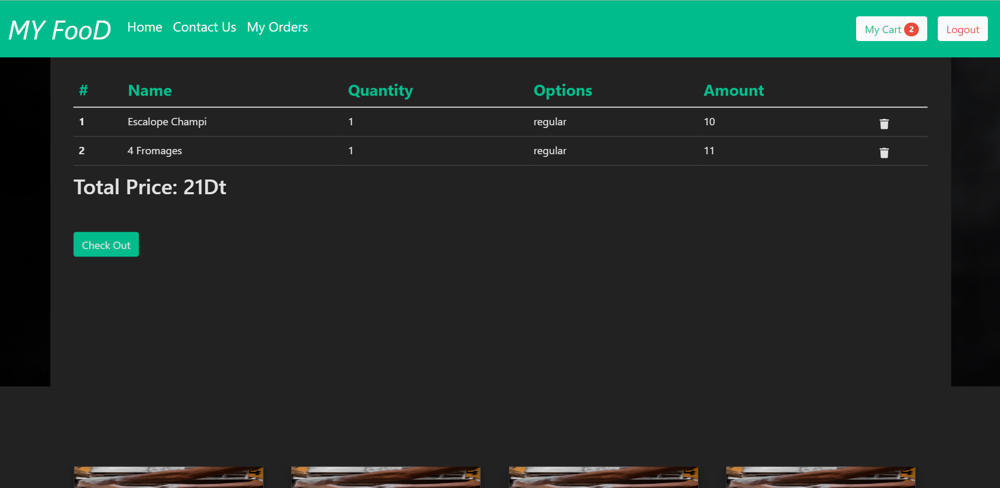 MY FooD Home Contact Us My Orders My Cart 2 Logout
# Name Quantity Options Amount
1 Escalope Champi 1 regular 10
2 4 Fromages 1 regular 11
Total Price: 21Dt
Check Out